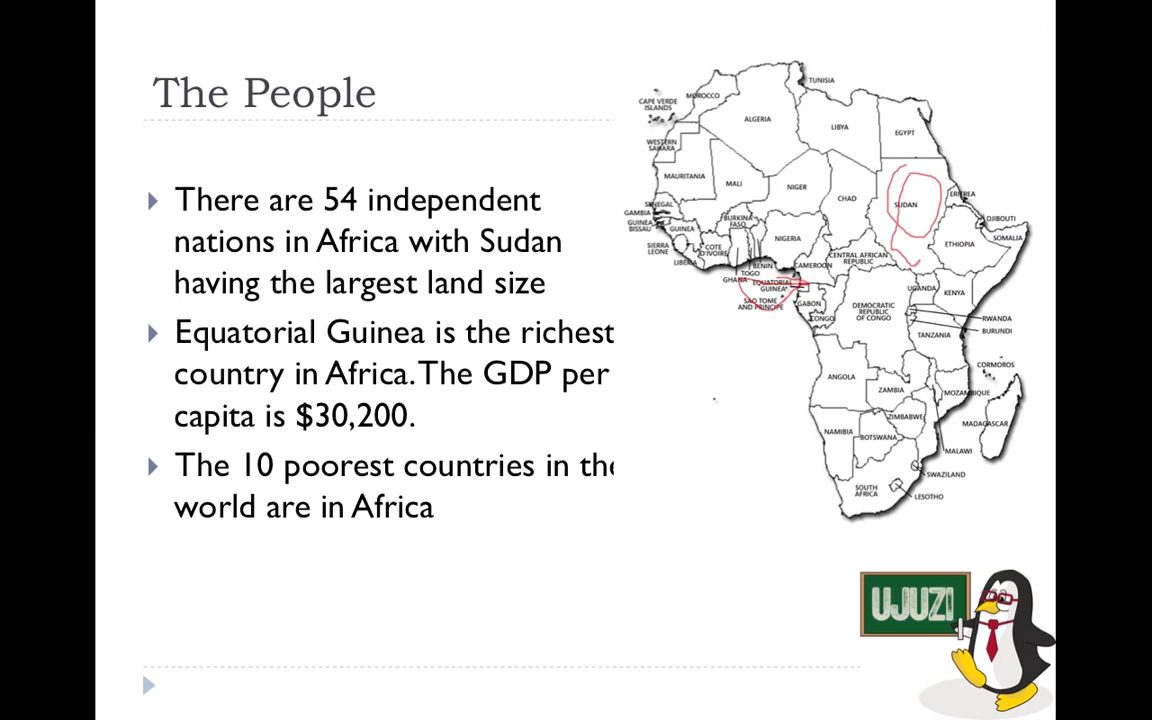 The People
There are 54 independent
nations in Africa with Sudan
having the largest land size
Equatorial Guinea is the richest
country in Africa. The GDP per
capita is $30,200.
The 10 poorest countries in the
world are in Africa
TUNISIA
MOROCCO
CAPE VERDE
ISLANDS
ALGERIA
LIBYA
EGYPT
WESTERN
SAHARA
MAURITANIA
MALI
NIGER
CHAD
SUDAN
ERITREA
SENEGAL
GAMBIA
GUINEA
BISSAU
GUINEA
BURKINA
FASO
DJIBOUTI
SOMALIA
NIGERIA
ETHIOPIA
SIERRA
LEONE
COTE
D'IVOIRE
LIBERIA
BENIN
TOGO
GHANA
CAMEROON
CENTRAL AFRICAN
REPUBLIC
EQUATORIAL
GUINEA
SAO TOME
AND PRINCIPE
GABON
CONGO
DEMOCRATIC
REPUBLIC
OF CONGO
UGANDA
KENYA
RWANDA
BURUNDI
TANZANIA
CORMOROS
ANGOLA
ZAMBIA
MOZAMBIQUE
ZIMBABWE
MADAGASCAR
NAMIBIA
BOTSWANA
MALAWI
SWAZILAND
SOUTH
AFRICA
LESOTHO
UJUZI